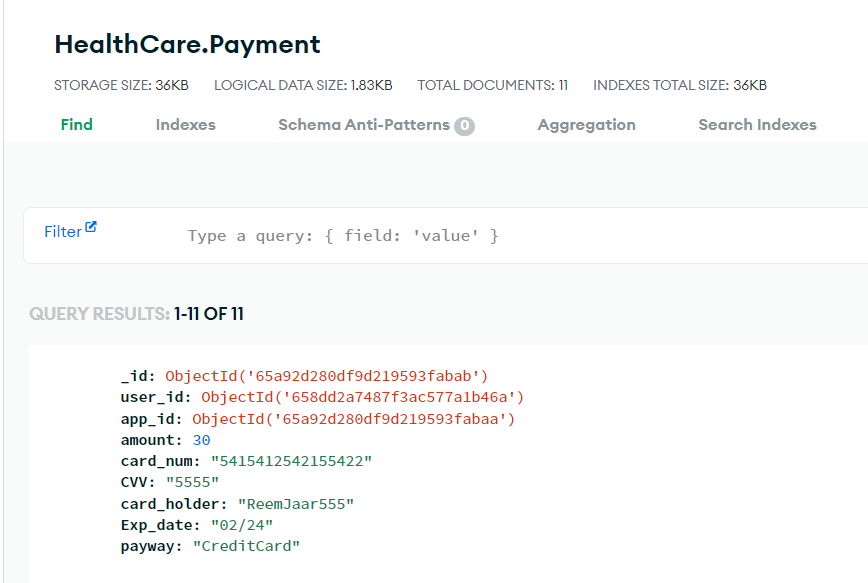 HealthCare.Payment
STORAGE SIZE: 36KB LOGICAL DATA SIZE: 1.83KB TOTAL DOCUMENTS: 11 INDEXES TOTAL SIZE: 36KB
Find Indexes Schema Anti-Patterns 0 Aggregation Search Indexes
Filter Type a query: { field: 'value' }
QUERY RESULTS: 1-11 OF 11
_id: ObjectId('65a92d280df9d219593fabab')
user_id: ObjectId('658dd2a7487f3ac577a1b46a')
app_id: ObjectId('65a92d280df9d219593fabaa')
amount: 30
card_num: "5415412542155422"
CVV: "5555"
card_holder: "ReemJaar555"
Exp_date: "02/24"
payway: "CreditCard"